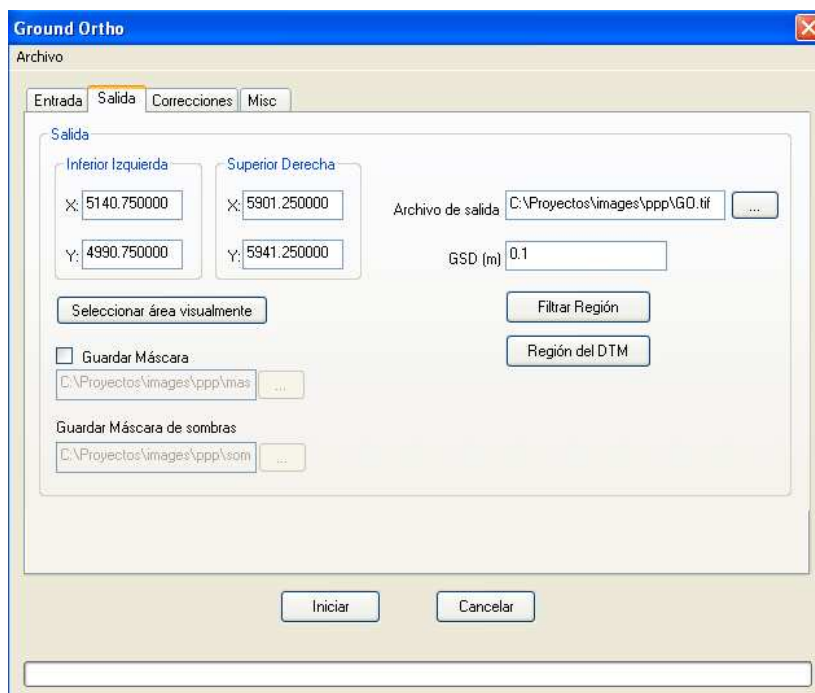 Ground Ortho
Archivo
Entrada Salida Correcciones Misc
Salida
Inferior Izquierda
X: 5140.750000
Y: 4990.750000
Superior Derecha
X: 5901.250000
Y: 5941.250000
Archivo de salida C:\Proyectos\images\ppp\GO.tif ...
GSD (m) 0.1
Seleccionar área visualmente
Filtrar Región
Región del DTM
Guardar Máscara
C:\Proyectos\images\ppp\mas ...
Guardar Máscara de sombras
C:\Proyectos\images\ppp\som ...
Iniciar Cancelar